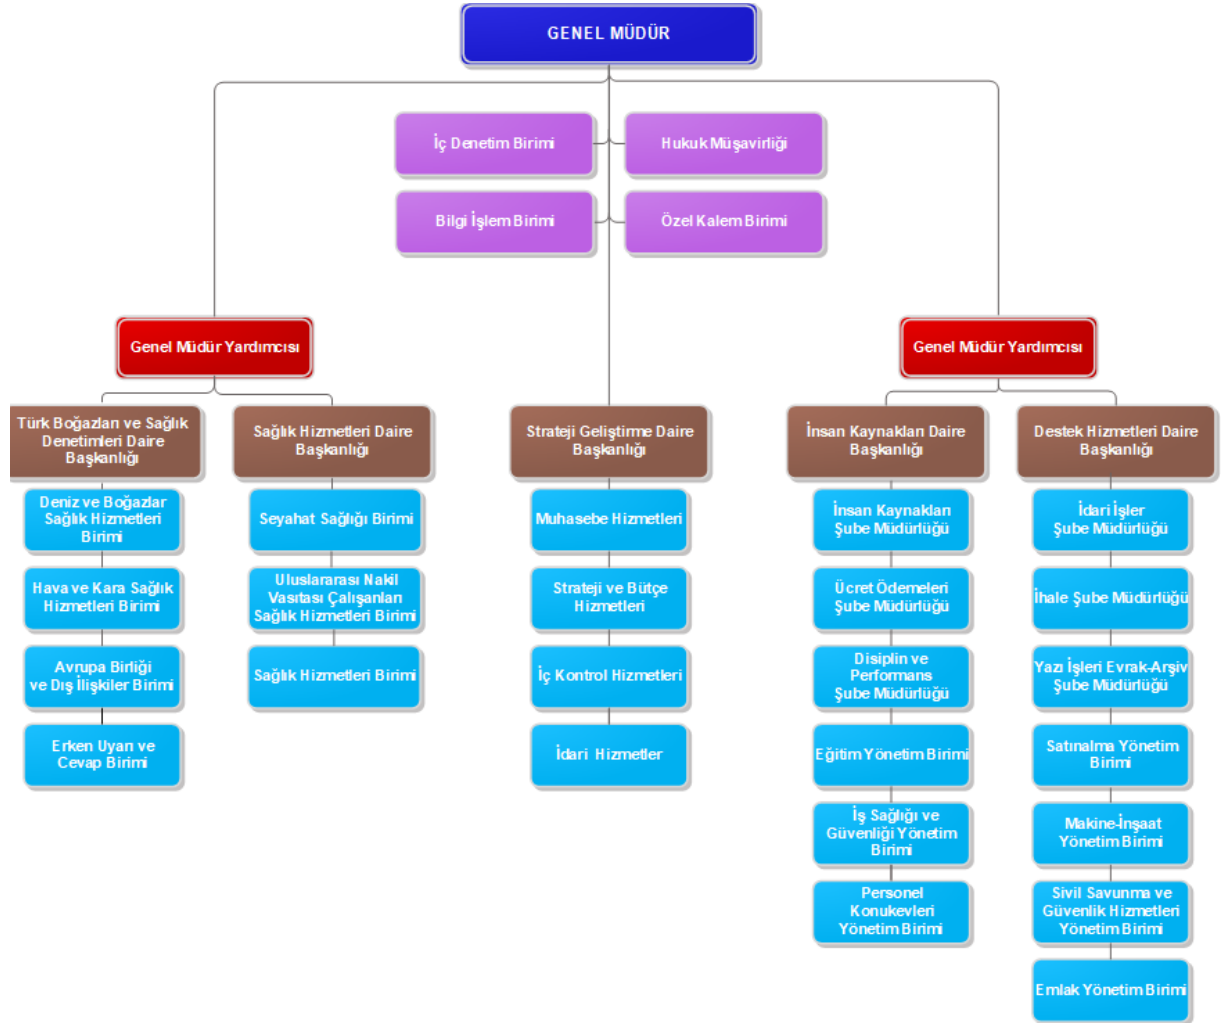 GENEL MÜDÜR
İç Denetim Birimi
Hukuk Müşavirliği
Bilgi İşlem Birimi
Özel Kalem Birimi
Genel Müdür Yardımcısı
Genel Müdür Yardımcısı
Türk Boğazları ve Sağlık
Denetimleri Daire
Başkanlığı
Deniz ve Boğazlar
Sağlık Hizmetleri
Birimi
Hava ve Kara Sağlık
Hizmetleri Birimi
Avrupa Birliği
ve Dış İlişkiler Birimi
Erken Uyarı ve
Cevap Birimi
Sağlık Hizmetleri Daire
Başkanlığı
Seyahat Sağlığı Birimi
Uluslararası Nakil
Vasıtası Çalışanları
Sağlık Hizmetleri Birimi
Sağlık Hizmetleri Birimi
Strateji Geliştirme Daire
Başkanlığı
Muhasebe Hizmetleri
Strateji ve Bütçe
Hizmetleri
İç Kontrol Hizmetleri
İdari Hizmetler
İnsan Kaynakları Daire
Başkanlığı
İnsan Kaynakları
Şube Müdürlüğü
Ücret Ödemeleri
Şube Müdürlüğü
Disiplin ve
Performans
Şube Müdürlüğü
Eğitim Yönetim Birimi
İş Sağlığı ve
Güvenliği Yönetim
Birimi
Personel
Konukevleri
Yönetim Birimi
Destek Hizmetleri Daire
Başkanlığı
İdari İşler
Şube Müdürlüğü
İhale Şube Müdürlüğü
Yazı İşleri Evrak-Arşiv
Şube Müdürlüğü
Satınalma Yönetim
Birimi
Makine-İnşaat
Yönetim Birimi
Sivil Savunma ve
Güvenlik Hizmetleri
Yönetim Birimi
Emlak Yönetim Birimi